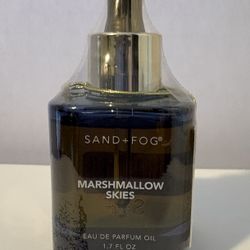 SAND+FOG®
MARSHMALLOW
SKIES
EAU DE PARFUM OIL
1.7 FL OZ